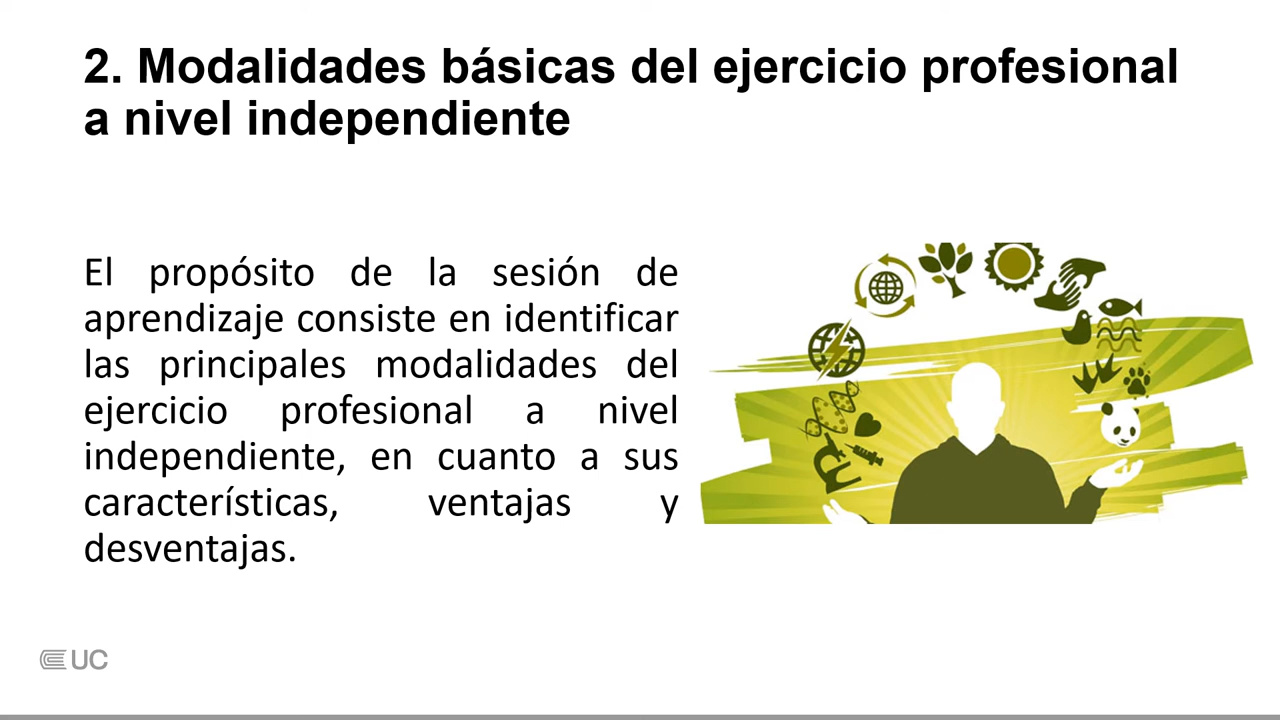 2. Modalidades básicas del ejercicio profesional
a nivel independiente
El propósito de la sesión de
aprendizaje consiste en identificar
las principales modalidades del
ejercicio profesional a nivel
independiente, en cuanto a sus
características, ventajas y
desventajas.
UC